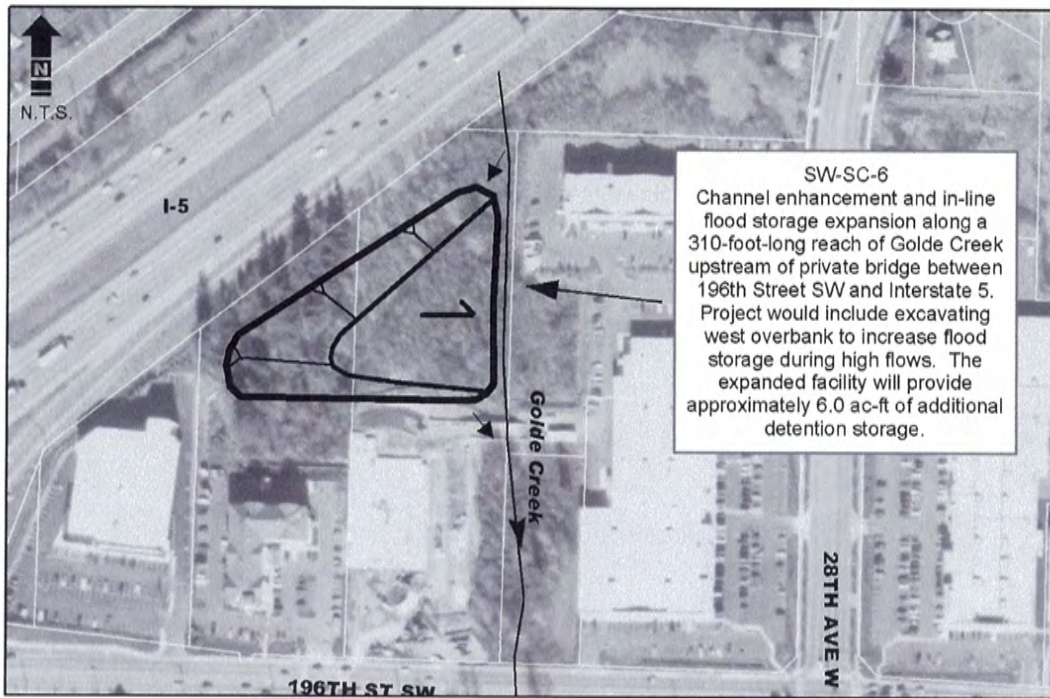 N
N.T.S.
I-5
SW-SC-6
Channel enhancement and in-line
flood storage expansion along a
310-foot-long reach of Golde Creek
upstream of private bridge between
196th Street SW and Interstate 5.
Project would include excavating
west overbank to increase flood
storage during high flows. The
expanded facility will provide
approximately 6.0 ac-ft of additional
detention storage.
1
Golde Creek
28TH AVE W
196TH ST SW